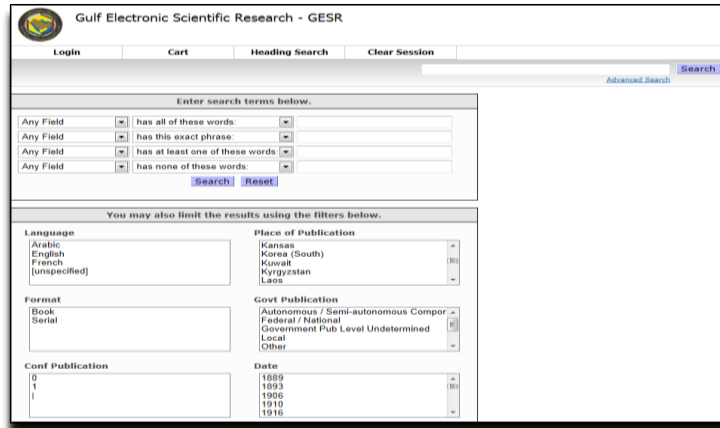 Gulf Electronic Scientific Research - GESR
Login Cart Heading Search Clear Session
Search
Advanced Search
Enter search terms below.
Any Field has all of these words:
Any Field has this exact phrase:
Any Field has at least one of these words:
Any Field has none of these words:
Search Reset
You may also limit the results using the filters below.
Language
Arabic
English
French
[unspecified]
Place of Publication
Kansas
Korea (South)
Kuwait
Kyrgyzstan
Laos
Format
Book
Serial
Govt Publication
Autonomous / Semi-autonomous Compor
Federal / National
Government Pub Level Undetermined
Local
Other
Conf Publication
0
1
|
Date
1889
1893
1906
1910
1916